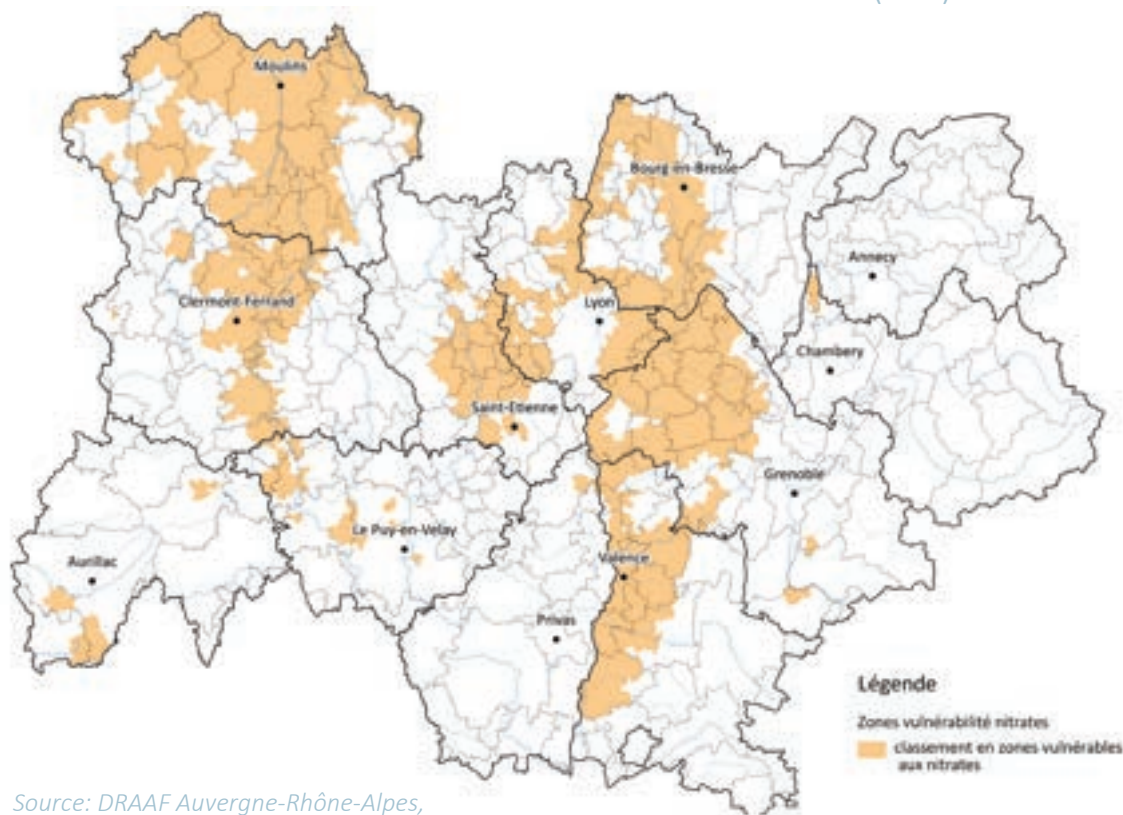 Moulins
Bourg-en-Bresse
Annecy
Clermont-Ferrand
Lyon
Chambery
Saint-Etienne
Grenoble
Le Puy-en-Velay
Aurillac
Valence
Privas
Légende
Zones vulnérabilité nitrates
classement en zones vulnérables
aux nitrates
Source: DRAAF Auvergne-Rhône-Alpes,